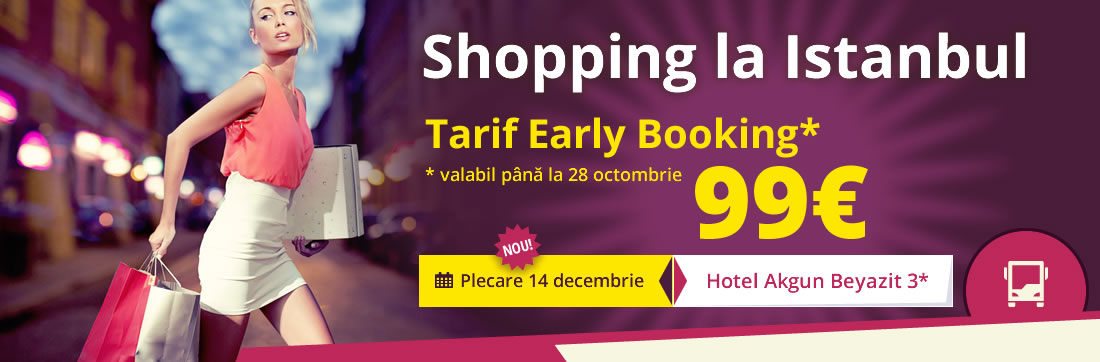 Shopping la Istanbul
Tarif Early Booking*
* valabil până la 28 octombrie
99€
NOU!
Plecare 14 decembrie
Hotel Akgun Beyazit 3*